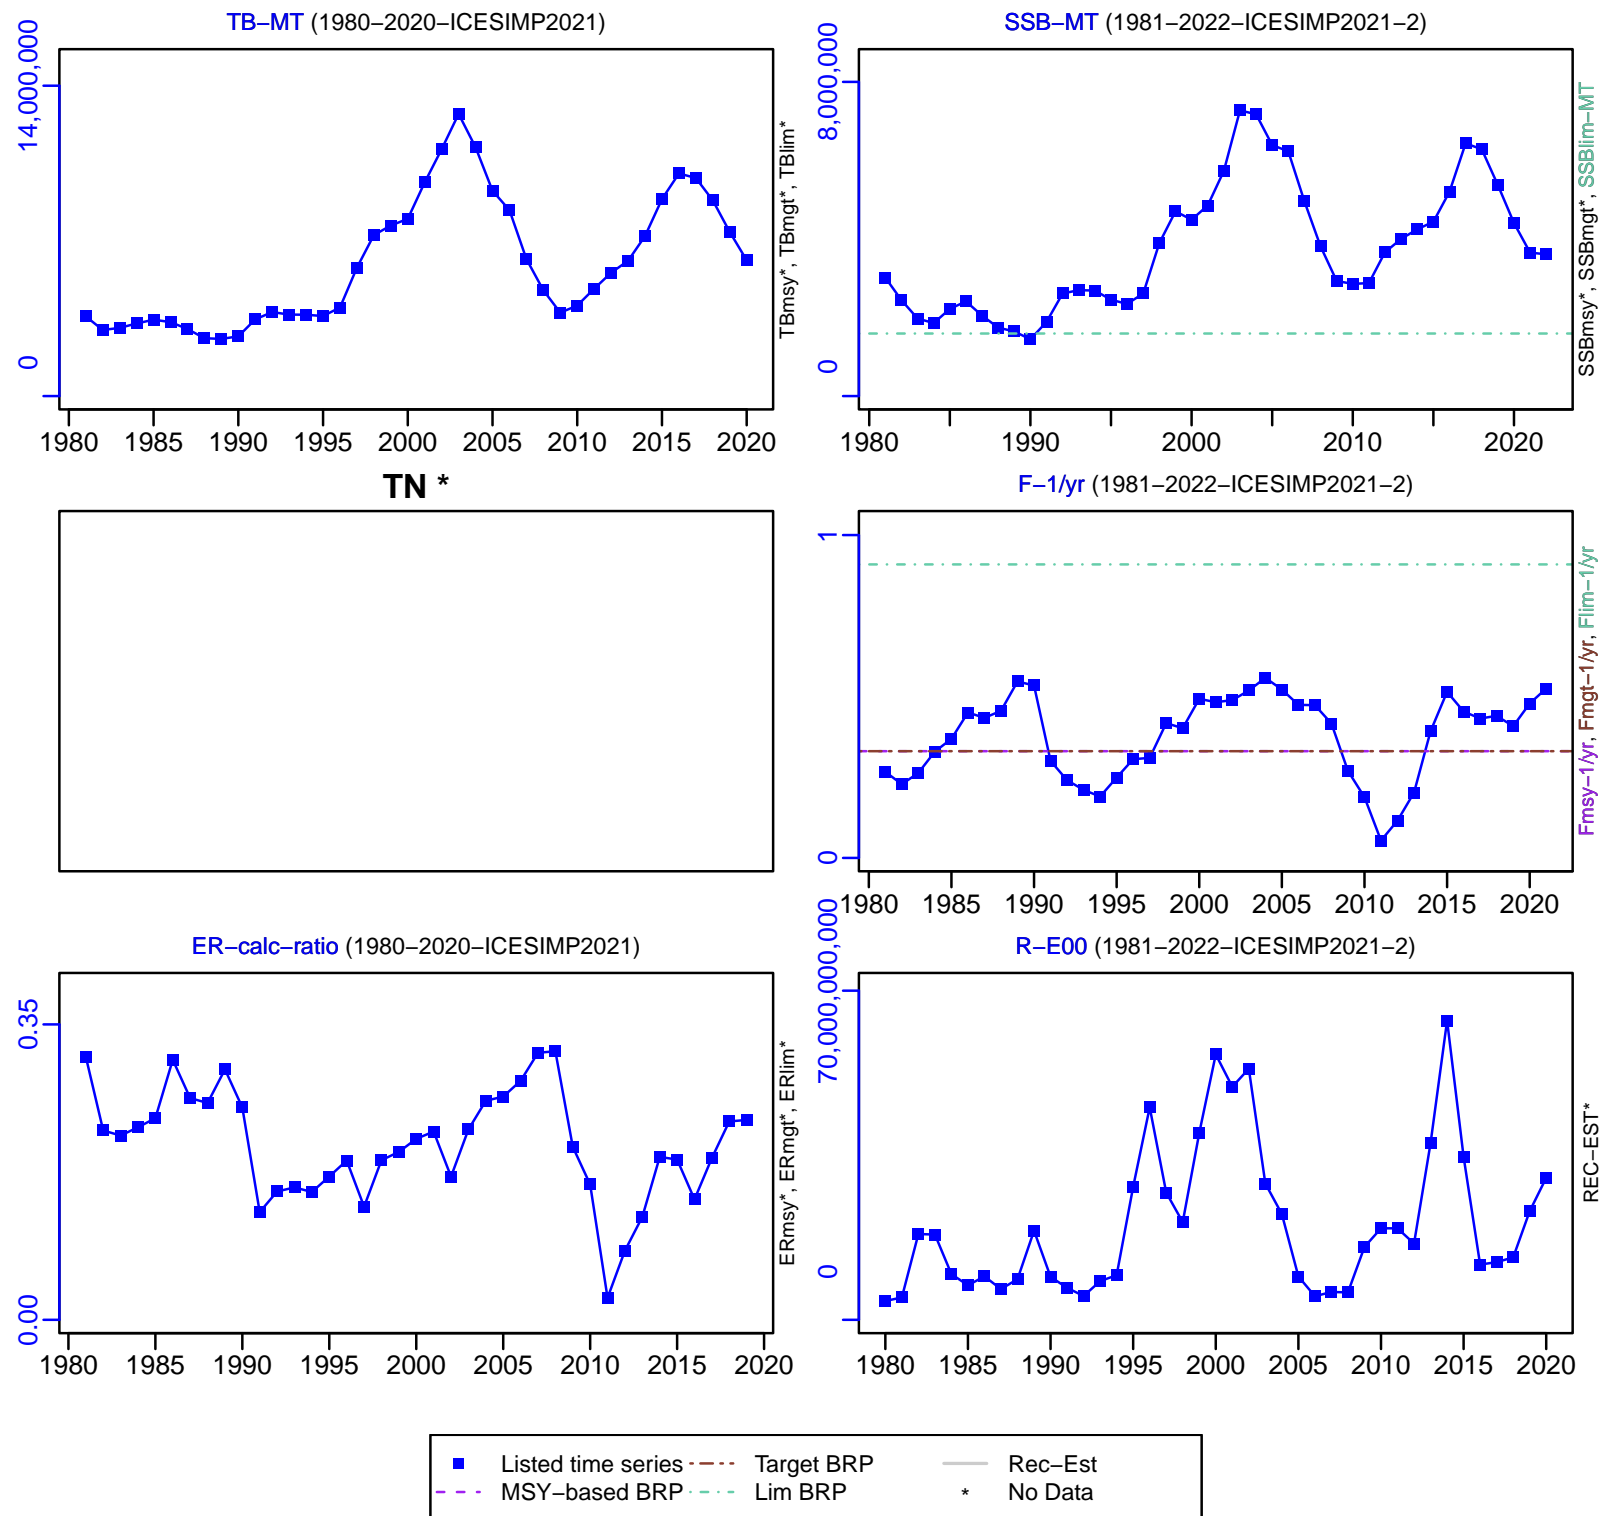 TB−MT (1980−2020−ICESIMP2021)
14,000,000
0
TBmsy*, TBmgt*, TBlim*
1980 1985 1990 1995 2000 2005 2010 2015 2020
SSB−MT (1981−2022−ICESIMP2021−2)
8,000,000
0
SSBmsy*, SSBmgt*, SSBlim−MT
1980 1990 2000 2010 2020
TN *
F−1/yr (1981−2022−ICESIMP2021−2)
1
0
Fmsy−1/yr, Fmgt−1/yr, Flim−1/yr
1980 1985 1990 1995 2000 2005 2010 2015 2020
ER−calc−ratio (1980−2020−ICESIMP2021)
0.35
0.00
ERmsy*, ERmgt*, ERlim*
1980 1985 1990 1995 2000 2005 2010 2015 2020
R−E00 (1981−2022−ICESIMP2021−2)
70,000,000,000
0
REC−EST*
1980 1985 1990 1995 2000 2005 2010 2015 2020
Listed time series Target BRP Rec−Est
MSY−based BRP Lim BRP * No Data